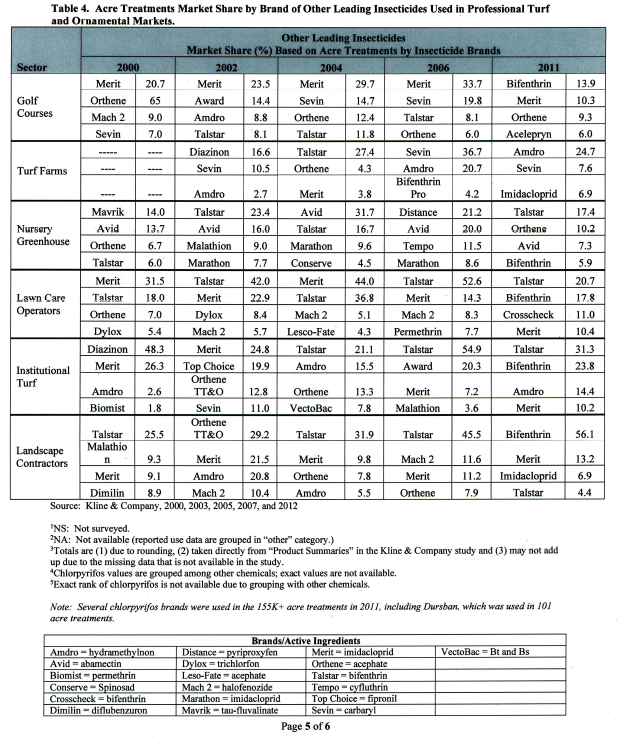 Table 4. Acre Treatments Market Share by Brand of Other Leading Insecticides Used in Professional Turf
and Ornamental Markets.
Other Leading Insecticides
Market Share (%) Based on Acre Treatments by Insecticide Brands
Sector 2000 2002 2004 2006 2011
Merit 20.7 Merit 23.5 Merit 29.7 Merit 33.7 Bifenthrin 13.9
Golf Orthene 65 Award 14.4 Sevin 14.7 Sevin 19.8 Merit 10.3
Courses Mach 2 9.0 Amdro 8.8 Orthene 12.4 Talstar 8.1 Orthene 9.3
Sevin 7.0 Talstar 8.1 Talstar 11.8 Orthene 6.0 Acelepryn 6.0
----- ---- Diazinon 16.6 Talstar 27.4 Sevin 36.7 Amdro 24.7
Turf Farms ---- ---- Sevin 10.5 Orthene 4.3 Amdro 20.7 Sevin 7.6
Bifenthrin
---- ---- Amdro 2.7 Merit 3.8 Pro 4.2 Imidacloprid 6.9
Mavrik 14.0 Talstar 23.4 Avid 31.7 Distance 21.2 Talstar 17.4
Nursery Avid 13.7 Avid 16.0 Talstar 16.7 Avid 20.0 Orthene 10.2
Greenhouse Orthene 6.7 Malathion 9.0 Marathon 9.6 Tempo 11.5 Avid 7.3
Talstar 6.0 Marathon 7.7 Conserve 4.5 Marathon 8.6 Bifenthrin 5.9
Merit 31.5 Talstar 42.0 Merit 44.0 Talstar 52.6 Talstar 20.7
Lawn Care Talstar 18.0 Merit 22.9 Talstar 36.8 Merit 14.3 Bifenthrin 17.8
Operators Orthene 7.0 Dylox 8.4 Mach 2 5.1 Mach 2 8.3 Crosscheck 11.0
Dylox 5.4 Mach 2 5.7 Lesco-Fate 4.3 Permethrin 7.7 Merit 10.4
Diazinon 48.3 Merit 24.8 Talstar 21.1 Talstar 54.9 Talstar 31.3
Institutional Merit 26.3 Top Choice 19.9 Amdro 15.5 Award 20.3 Bifenthrin 23.8
Turf Orthene
Amdro 2.6 TT&O 12.8 Orthene 13.3 Merit 7.2 Amdro 14.4
Biomist 1.8 Sevin 11.0 VectoBac 7.8 Malathion 3.6 Merit 10.2
Orthene
Talstar 25.5 TT&O 29.2 Talstar 31.9 Talstar 45.5 Bifenthrin 56.1
Landscape Malathio
Contractors n 9.3 Merit 21.5 Merit 9.8 Mach 2 11.6 Merit 13.2
Merit 9.1 Amdro 20.8 Orthene 7.8 Merit 11.2 Imidacloprid 6.9
Dimilin 8.9 Mach 2 10.4 Amdro 5.5 Orthene 7.9 Talstar 4.4
Source: Kline & Company, 2000, 2003, 2005, 2007, and 2012
¹NS: Not surveyed.
²NA: Not available (reported use data are grouped in “other” category.)
³Totals are (1) due to rounding, (2) taken directly from “Product Summaries” in the Kline & Company study and (3) may not add
up due to the missing data that is not available in the study.
⁴Chlorpyrifos values are grouped among other chemicals; exact values are not available.
⁵Exact rank of chlorpyrifos is not available due to grouping with other chemicals.
Note: Several chlorpyrifos brands were used in the 155K+ acre treatments in 2011, including Dursban, which was used in 101
acre treatments.
Brands/Active Ingredients
Amdro = hydramethylnon Distance = pyriproxyfen Merit = imidacloprid VectoBac = Bt and Bs
Avid = abamectin Dylox = trichlorfon Orthene = acephate
Biomist = permethrin Leso-Fate = acephate Talstar = bifenthrin
Conserve = Spinosad Mach 2 = halofenozide Tempo = cyfluthrin
Crosscheck = bifenthrin Marathon = imidacloprid Top Choice = fipronil
Dimilin = diflubenzuron Mavrik = tau-fluvalinate Sevin = carbaryl
Page 5 of 6